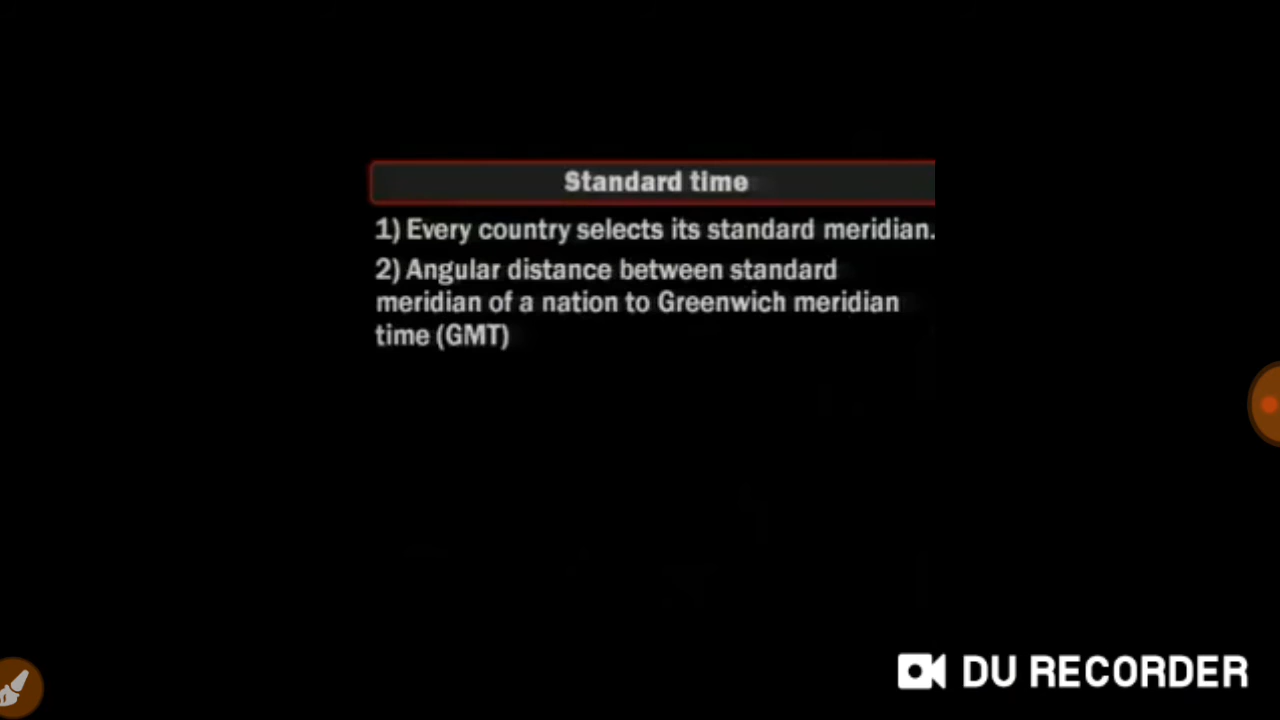 Standard time
1) Every country selects its standard meridian.
2) Angular distance between standard
meridian of a nation to Greenwich meridian
time (GMT)
DU RECORDER